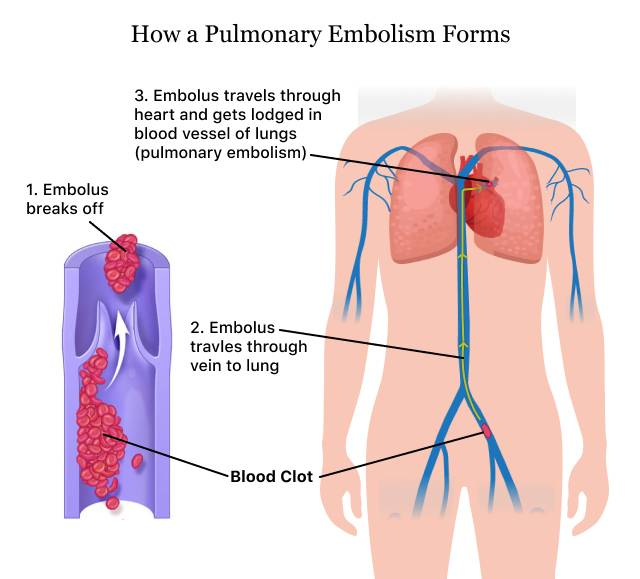 How a Pulmonary Embolism Forms
3. Embolus travels through
heart and gets lodged in
blood vessel of lungs
(pulmonary embolism)
1. Embolus
breaks off
2. Embolus
travles through
vein to lung
Blood Clot